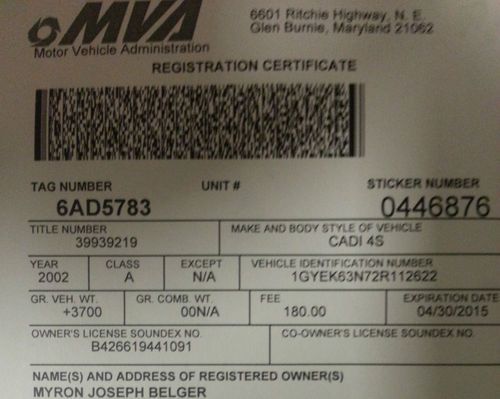 MVA
Motor Vehicle Administration
6601 Ritchie Highway, N. E.
Glen Burnie, Maryland 21062
REGISTRATION CERTIFICATE
TAG NUMBER UNIT # STICKER NUMBER
6AD5783 0446876
TITLE NUMBER MAKE AND BODY STYLE OF VEHICLE
39939219 CADI 4S
YEAR CLASS EXCEPT VEHICLE IDENTIFICATION NUMBER
2002 A N/A 1GYEK63N72R112622
GR. VEH. WT. GR. COMB. WT. FEE EXPIRATION DATE
+3700 00N/A 180.00 04/30/2015
OWNER'S LICENSE SOUNDEX NO. CO-OWNER'S LICENSE SOUNDEX NO.
B426619441091
NAME(S) AND ADDRESS OF REGISTERED OWNER(S)
MYRON JOSEPH BELGER